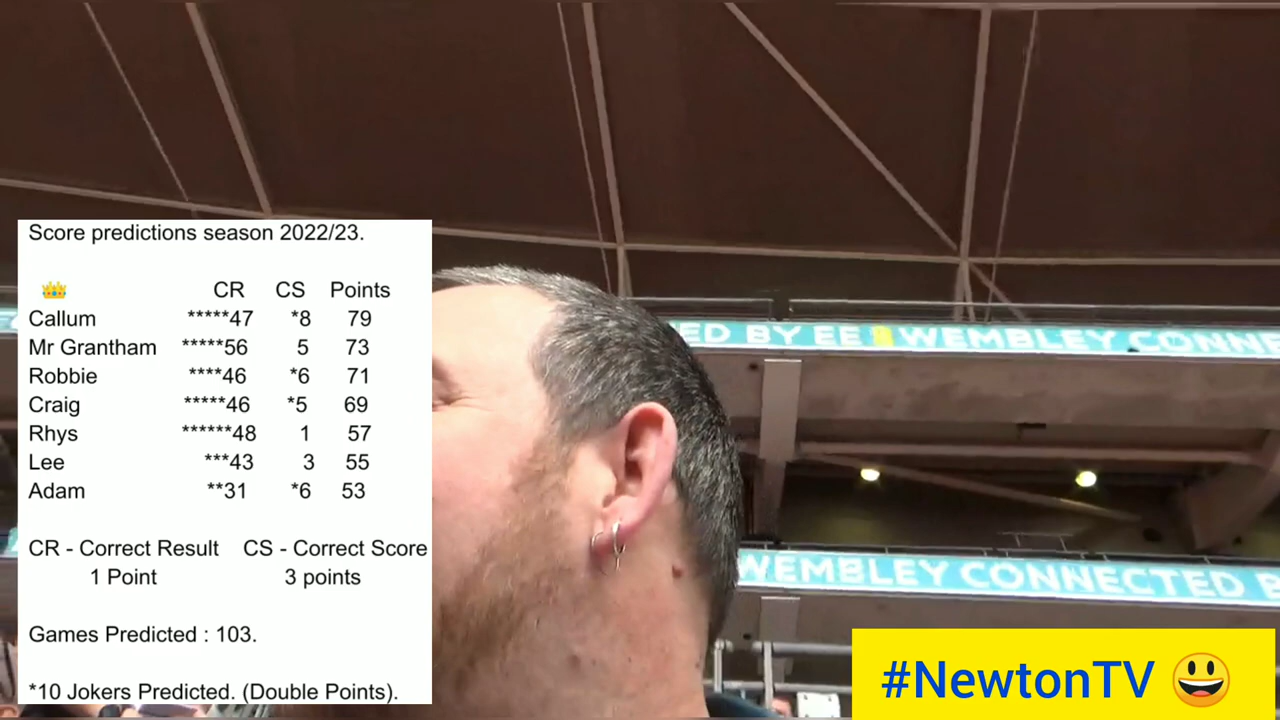 Score predictions season 2022/23.
👑 CR CS Points
Callum *****47 *8 79
Mr Grantham *****56 5 73
Robbie ****46 *6 71
Craig *****46 *5 69
Rhys ******48 1 57
Lee ***43 3 55
Adam **31 *6 53
CR - Correct Result CS - Correct Score
1 Point 3 points
Games Predicted : 103.
*10 Jokers Predicted. (Double Points).
ED BY EE WEMBLEY CONNE
WEMBLEY CONNECTED B
#NewtonTV 😃